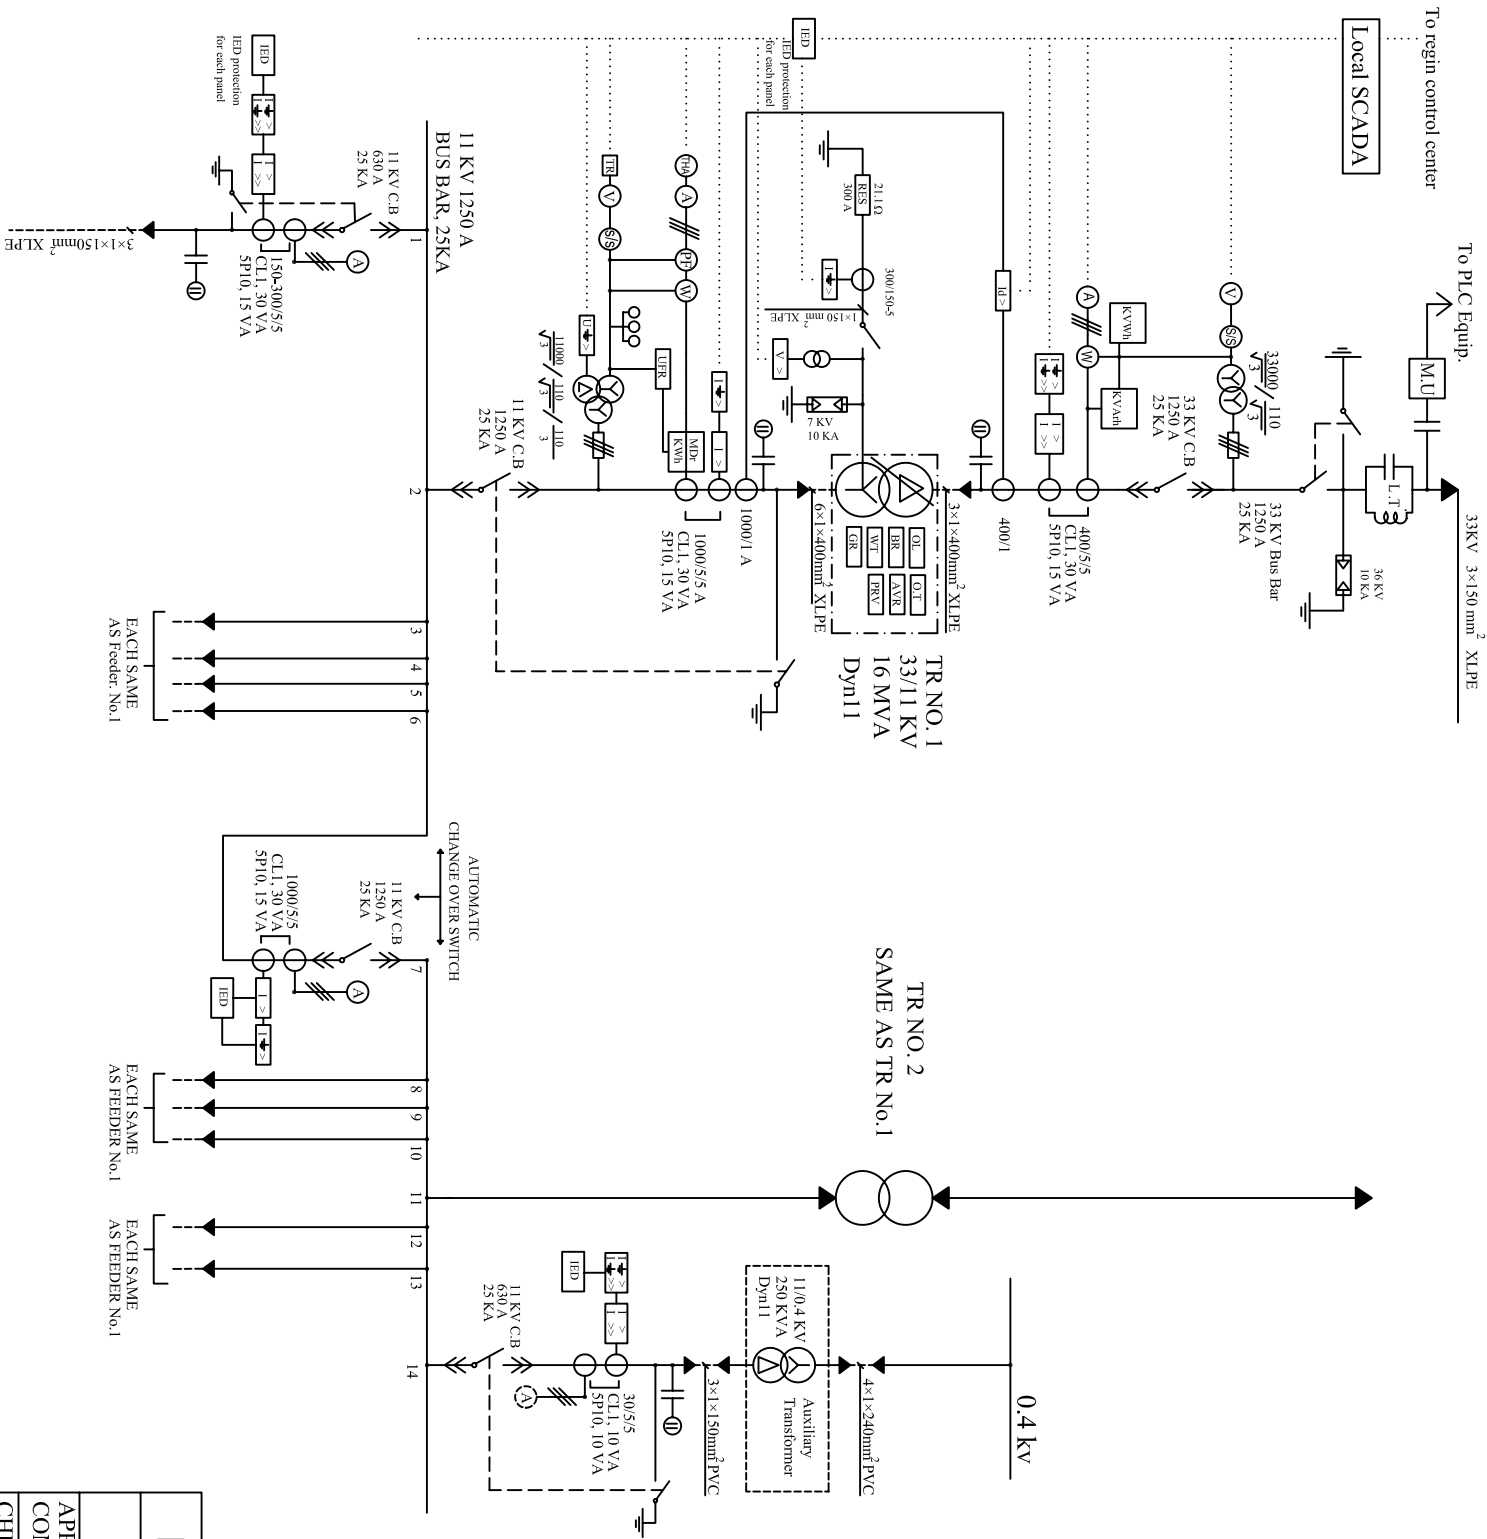 To regin control center
Local SCADA
To PLC Equip.
M.U
L.T
33KV 3×150 mm² XLPE
36 KV
10 KA
33 KV Bus Bar
1250 A
25 KA
V
S/S
33000
√3
110
√3
33 KV C.B
1250 A
25 KA
KVWh
KVArh
A
W
400/5/5
CL1, 30 VA
5P10, 15 VA
I >
I >>
I >
I >>
Id >
400/1
3×1×400mm² XLPE
TR NO. 1
33/11 KV
16 MVA
Dyn11
OL
O.T
BR
AVR
WT
PRV
GR
6×1×400mm² XLPE
IED
IED protection
for each panel
21.1Ω
RES
300 A
300/150-5
I >
1×150 mm² XLPE
V >
7 KV
10 KA
1000/1 A
1000/5/5 A
CL1, 30 VA
5P10, 15 VA
I >
I >
THA
A
PF
W
MDr
KWh
UFR
TR
V
S/S
U >
11000
√3
110
√3
110
3
11 KV C.B
1250 A
25 KA
11 KV 1250 A
BUS BAR, 25KA
1
2
3
4
5
6
7
8
9
10
11
12
13
14
11 KV C.B
630 A
25 KA
IED
IED protection
for each panel
I >
I >>
I >
I >>
A
150-300/5/5
CL1, 30 VA
5P10, 15 VA
3×1×150mm² XLPE
EACH SAME
AS Feeder. No.1
AUTOMATIC
CHANGE OVER SWITCH
11 KV C.B
1250 A
25 KA
1000/5/5
CL1, 30 VA
5P10, 15 VA
A
I >
I >
IED
EACH SAME
AS FEEDER No.1
TR NO. 2
SAME AS TR No.1
EACH SAME
AS FEEDER No.1
11 KV C.B
630 A
25 KA
IED
I >
I >>
I >
I >>
A
30/5/5
CL1, 10 VA
5P10, 10 VA
3×1×150mm² PVC
11/0.4 KV
250 KVA
Dyn11
Auxiliary
Transformer
4×1×240mm² PVC
0.4 kv